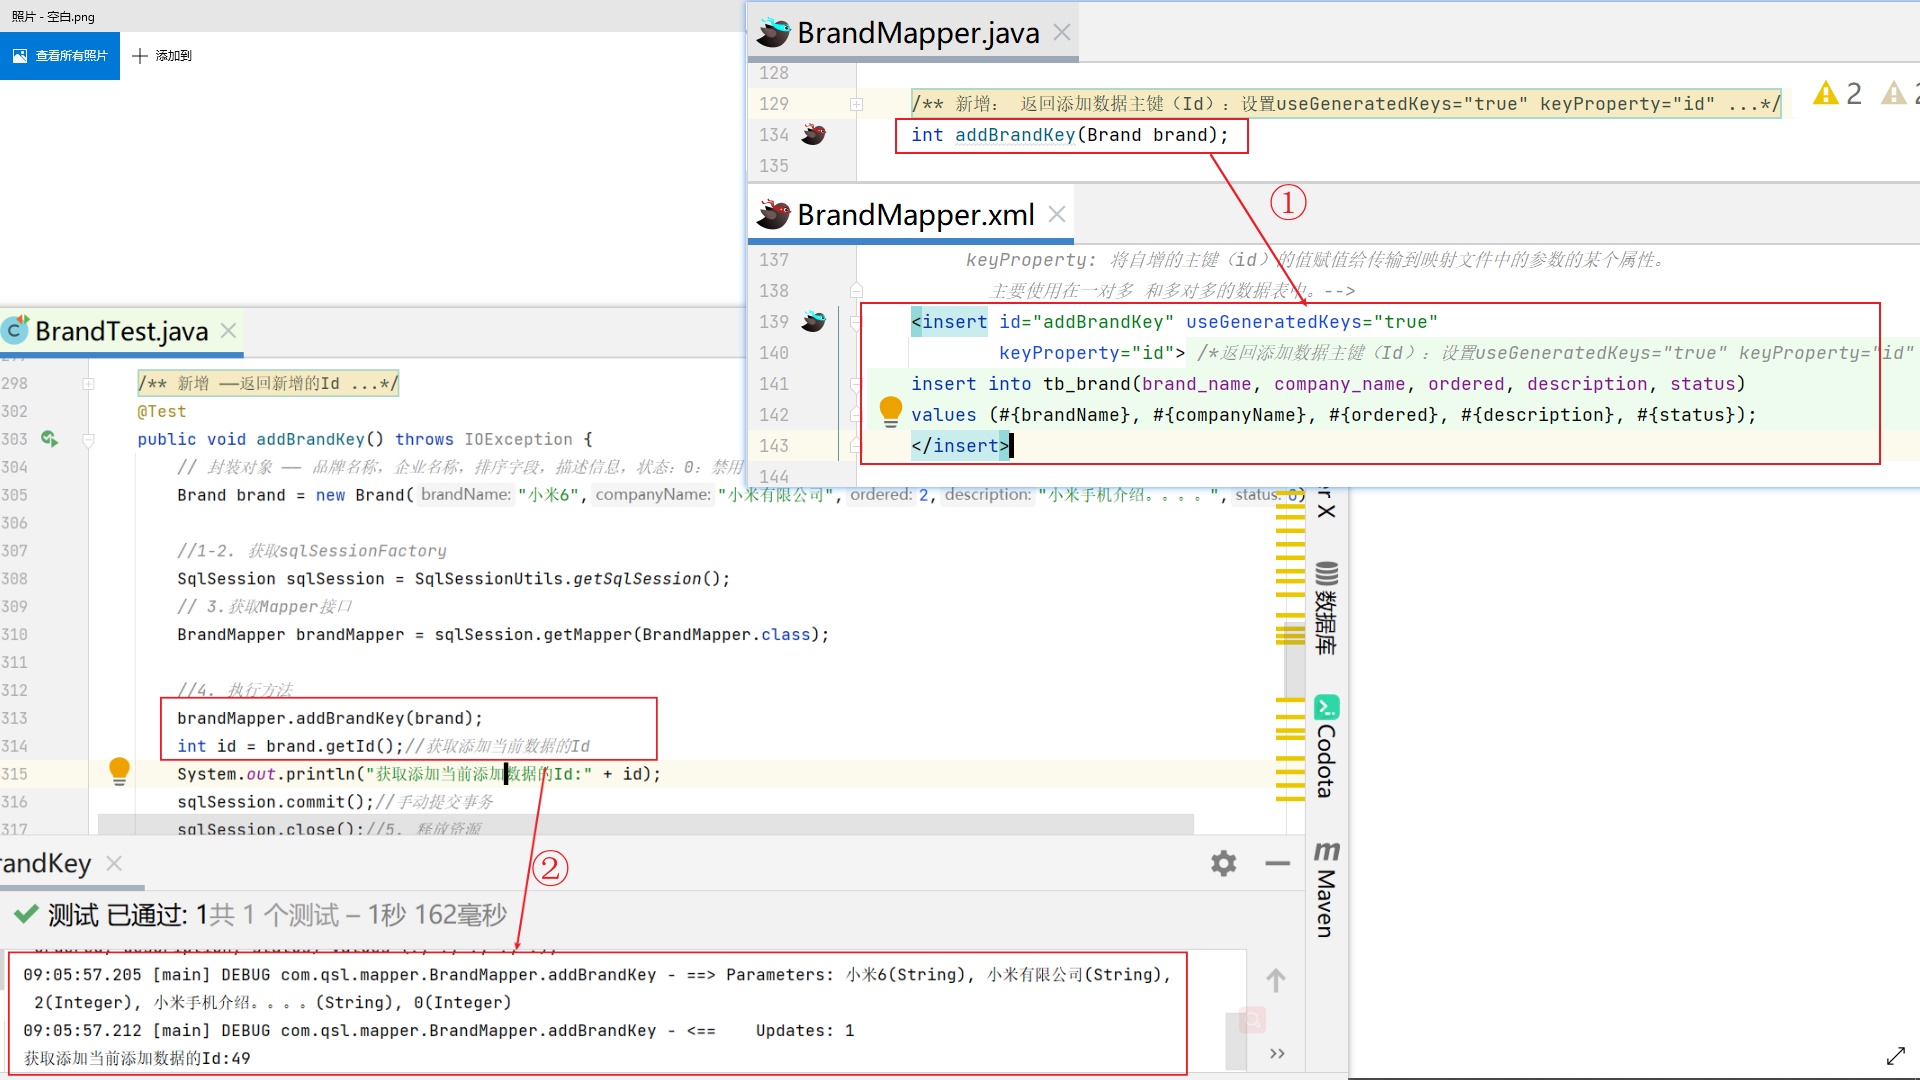 照片 - 空白.png
查看所有照片
添加到
BrandMapper.java
128
129 /** 新增: 返回添加数据主键（Id）: 设置useGeneratedKeys="true" keyProperty="id" ...*/
2
2
134 int addBrandKey(Brand brand);
135
①
BrandMapper.xml
137 keyProperty: 将自增的主键（id）的值赋值给传输到映射文件中的参数的某个属性。
138 主要使用在一对多 和多对多的数据表中。-->
139 <insert id="addBrandKey" useGeneratedKeys="true"
140 keyProperty="id"> /*返回添加数据主键（Id）: 设置useGeneratedKeys="true" keyProperty="id"
141 insert into tb_brand(brand_name, company_name, ordered, description, status)
142 values (#{brandName}, #{companyName}, #{ordered}, #{description}, #{status});
143 </insert>
144
BrandTest.java
298 /** 新增 ——返回新增的Id ...*/
302 @Test
303 public void addBrandKey() throws IOException {
304 // 封装对象 —— 品牌名称，企业名称，排序字段，描述信息，状态：0: 禁用
305 Brand brand = new Brand( brandName: "小米6", companyName: "小米有限公司", ordered: 2, description: "小米手机介绍。。。。", status: 0)
306
307 //1-2. 获取sqlSessionFactory
308 SqlSession sqlSession = SqlSessionUtils.getSqlSession();
309 // 3.获取Mapper接口
310 BrandMapper brandMapper = sqlSession.getMapper(BrandMapper.class);
311
312 //4. 执行方法
313 brandMapper.addBrandKey(brand);
314 int id = brand.getId();//获取添加当前数据的Id
315 System.out.println("获取添加当前添加数据的Id:" + id);
316 sqlSession.commit();//手动提交事务
317 sqlSession.close();//5. 释放资源
r X
数据库
Codota
Maven
randKey
②
测试 已通过: 1共 1 个测试 – 1秒 162毫秒
09:05:57.205 [main] DEBUG com.qsl.mapper.BrandMapper.addBrandKey - ==> Parameters: 小米6(String), 小米有限公司(String),
2(Integer), 小米手机介绍。。。。(String), 0(Integer)
09:05:57.212 [main] DEBUG com.qsl.mapper.BrandMapper.addBrandKey - <== Updates: 1
获取添加当前添加数据的Id:49